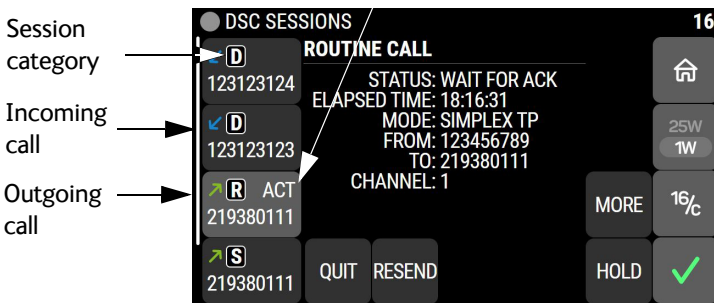 Session
category
Incoming
call
Outgoing
call
DSC SESSIONS
16
D
123123124
D
123123123
R ACT
219380111
S
219380111
ROUTINE CALL
STATUS: WAIT FOR ACK
ELAPSED TIME: 18:16:31
MODE: SIMPLEX TP
FROM: 123456789
TO: 219380111
CHANNEL: 1
QUIT
RESEND
MORE
HOLD
25W
1W
16/C